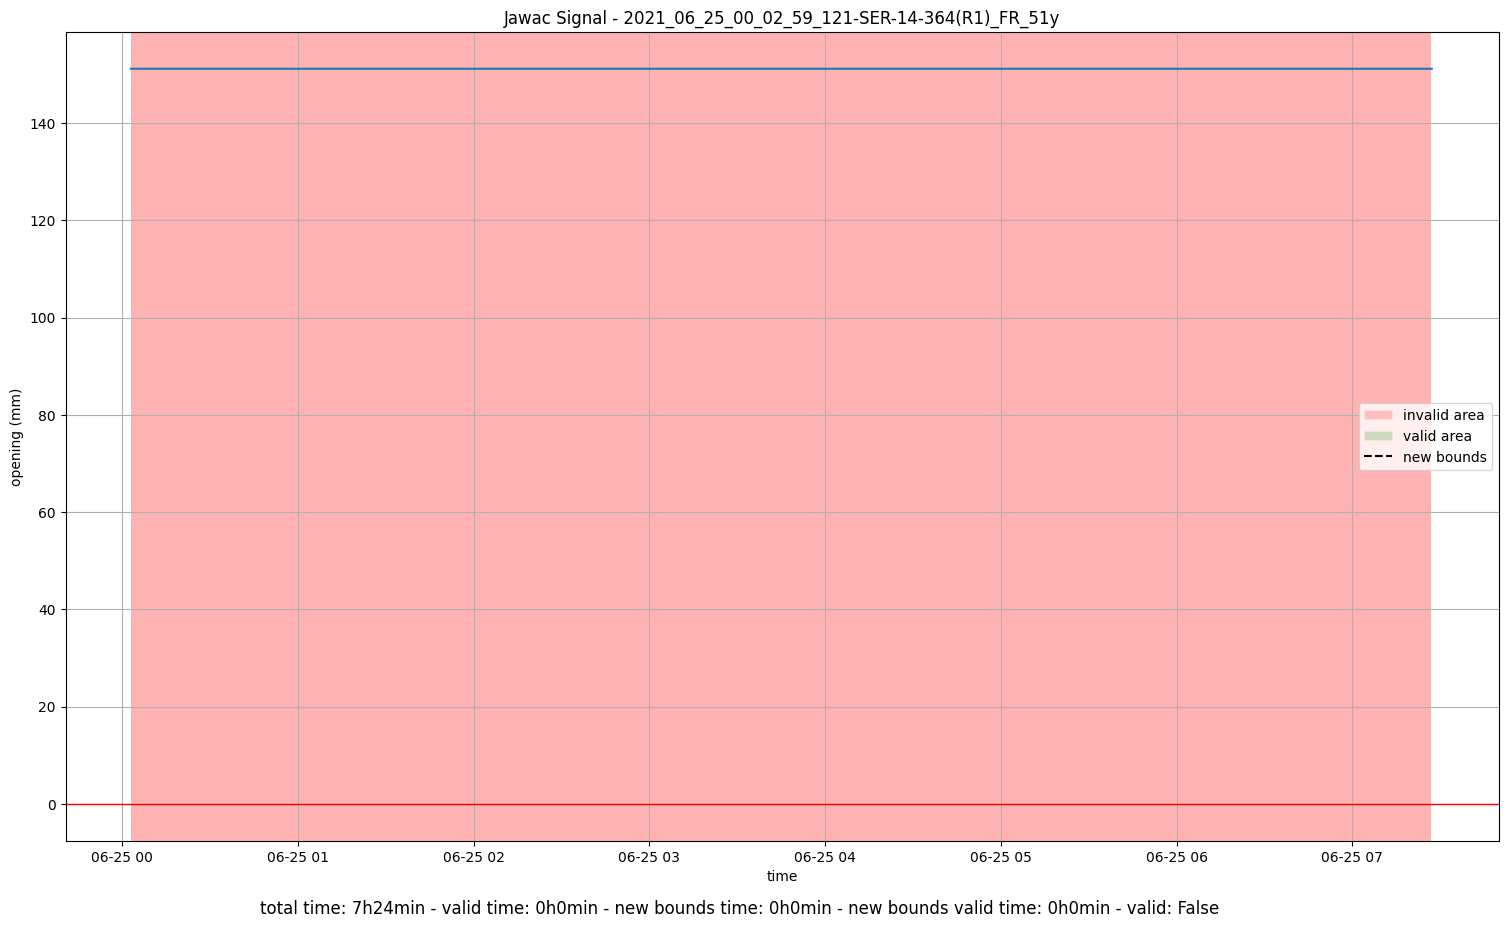 Jawac Signal - 2021_06_25_00_02_59_121-SER-14-364(R1)_FR_51y
140
120
100
80
60
40
20
0
opening (mm)
invalid area
valid area
new bounds
06-25 00 06-25 01 06-25 02 06-25 03 06-25 04 06-25 05 06-25 06 06-25 07
time
total time: 7h24min - valid time: 0h0min - new bounds time: 0h0min - new bounds valid time: 0h0min - valid: False